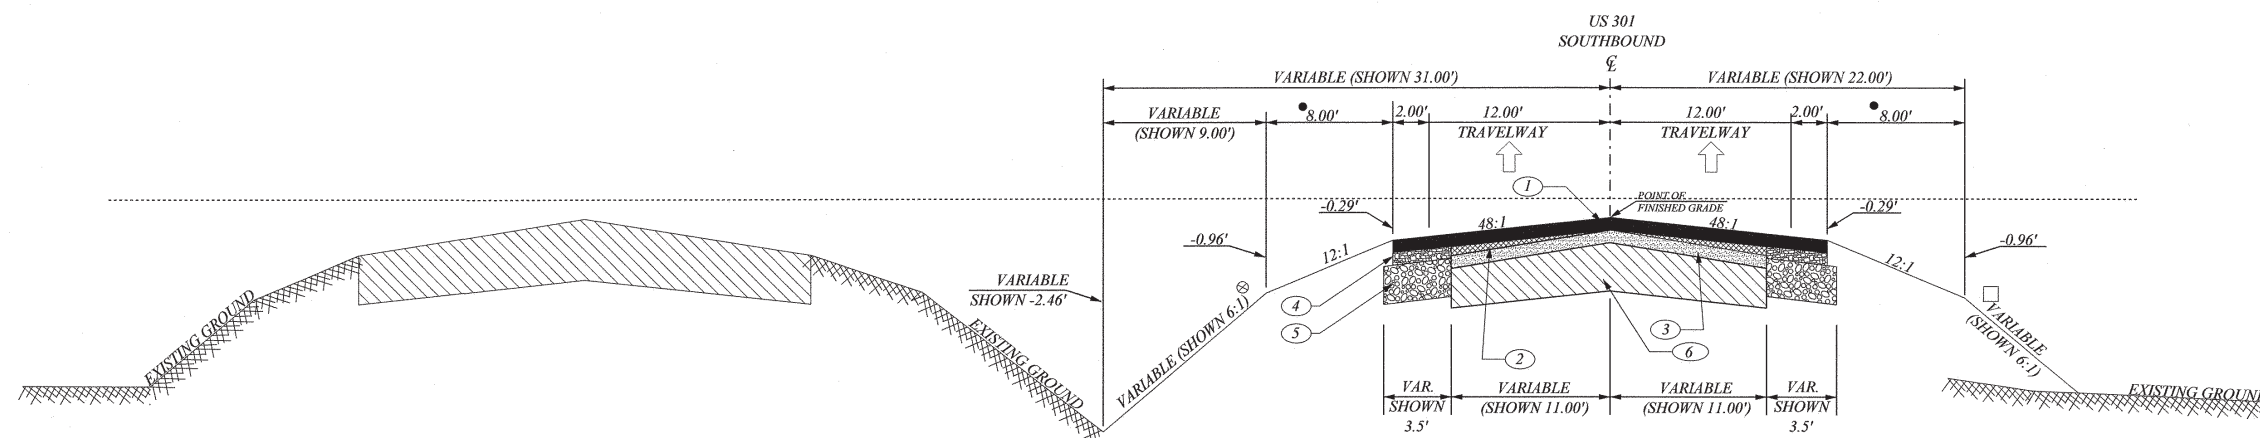 US 301
SOUTHBOUND
℄
VARIABLE (SHOWN 31.00')
VARIABLE (SHOWN 22.00')
VARIABLE
(SHOWN 9.00')
8.00'
2.00'
12.00'
TRAVELWAY
12.00'
TRAVELWAY
2.00'
8.00'
1
POINT OF
FINISHED GRADE
-0.29'
-0.29'
48:1
48:1
-0.96'
-0.96'
12:1
12:1
VARIABLE
SHOWN -2.46'
4
5
3
2
6
VARIABLE (SHOWN 6:1)
VARIABLE
(SHOWN 6:1)
EXISTING GROUND
EXISTING GROUND
EXISTING GROUND
VAR.
SHOWN
3.5'
VARIABLE
(SHOWN 11.00')
VARIABLE
(SHOWN 11.00')
VAR.
SHOWN
3.5'